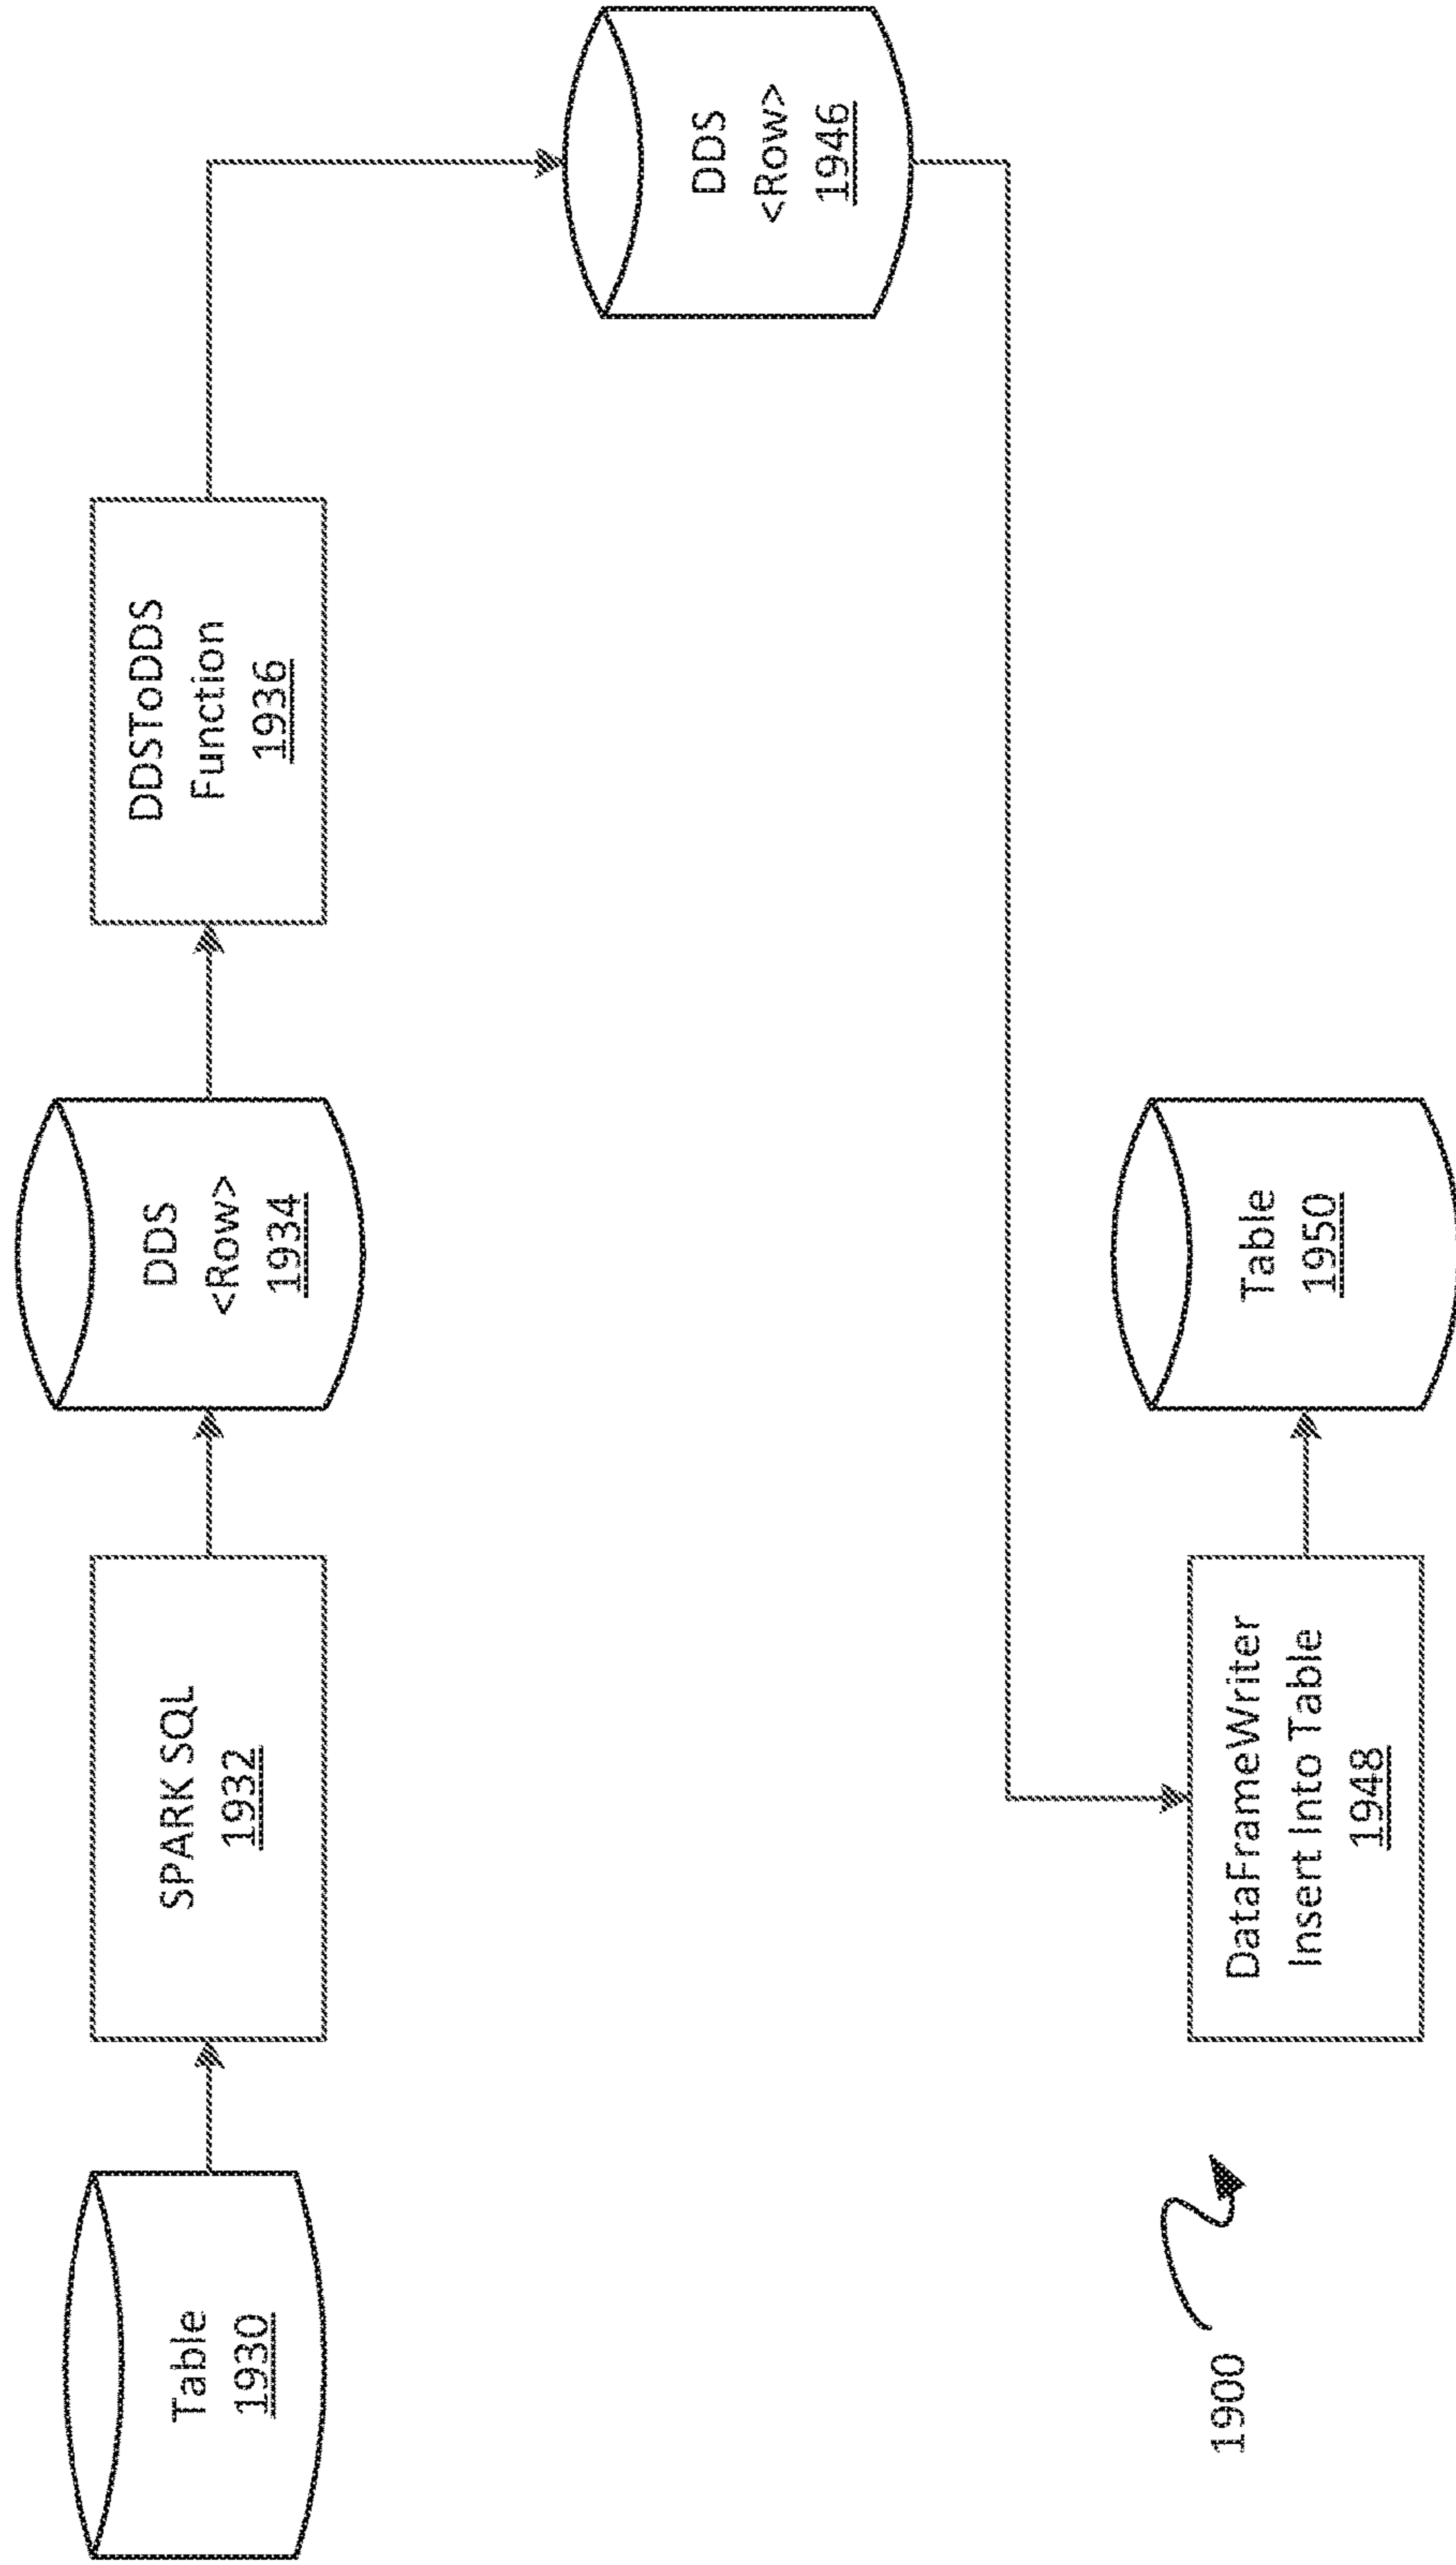 Table
1930
SPARK SQL
1932
DDS
<Row>
1934
DDSToDDS
Function
1936
DDS
<Row>
1946
DataFrameWriter
Insert Into Table
1948
Table
1950
1900